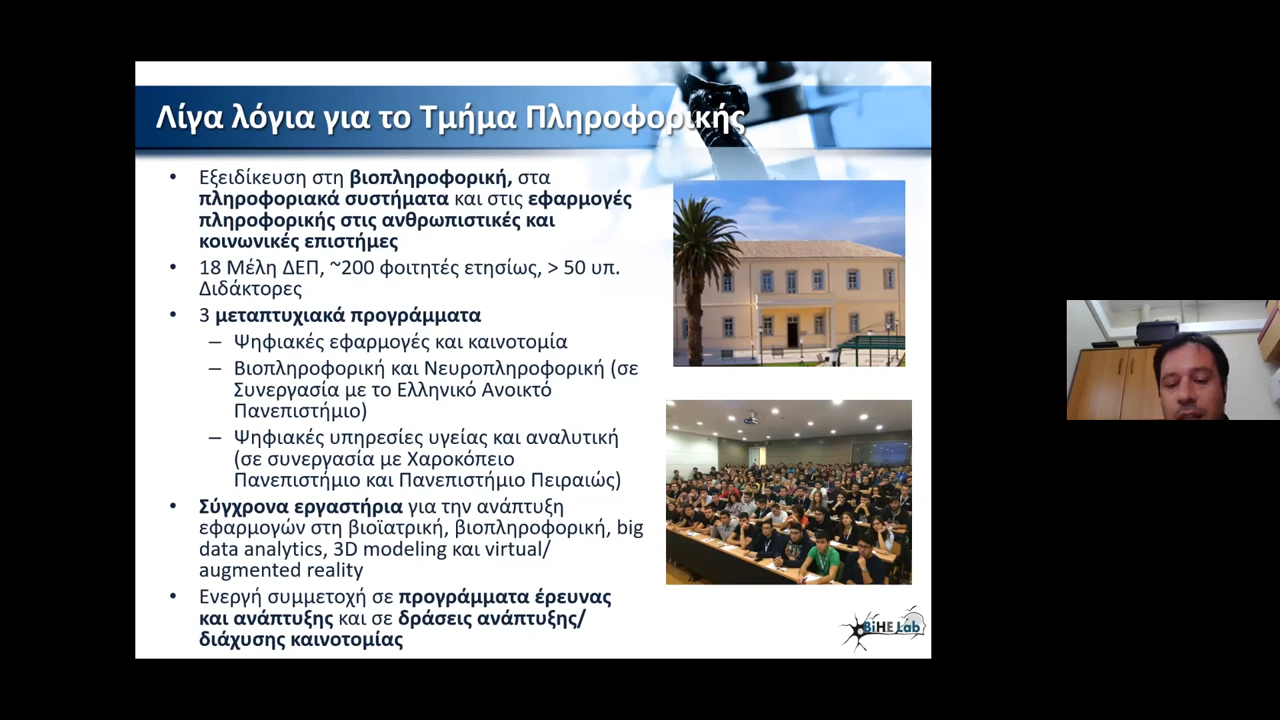 Λίγα λόγια για το Τμήμα Πληροφορικής
• Εξειδίκευση στη βιοπληροφορική, στα
πληροφοριακά συστήματα και στις εφαρμογές
πληροφορικής στις ανθρωπιστικές και
κοινωνικές επιστήμες
• 18 Μέλη ΔΕΠ, ~200 φοιτητές ετησίως, > 50 υπ.
Διδάκτορες
• 3 μεταπτυχιακά προγράμματα
– Ψηφιακές εφαρμογές και καινοτομία
– Βιοπληροφορική και Νευροπληροφορική (σε
Συνεργασία με το Ελληνικό Ανοικτό
Πανεπιστήμιο)
– Ψηφιακές υπηρεσίες υγείας και αναλυτική
(σε συνεργασία με Χαροκόπειο
Πανεπιστήμιο και Πανεπιστήμιο Πειραιώς)
• Σύγχρονα εργαστήρια για την ανάπτυξη
εφαρμογών στη βιοϊατρική, βιοπληροφορική, big
data analytics, 3D modeling και virtual/
augmented reality
• Ενεργή συμμετοχή σε προγράμματα έρευνας
και ανάπτυξης και σε δράσεις ανάπτυξης/
διάχυσης καινοτομίας
BiHE Lab